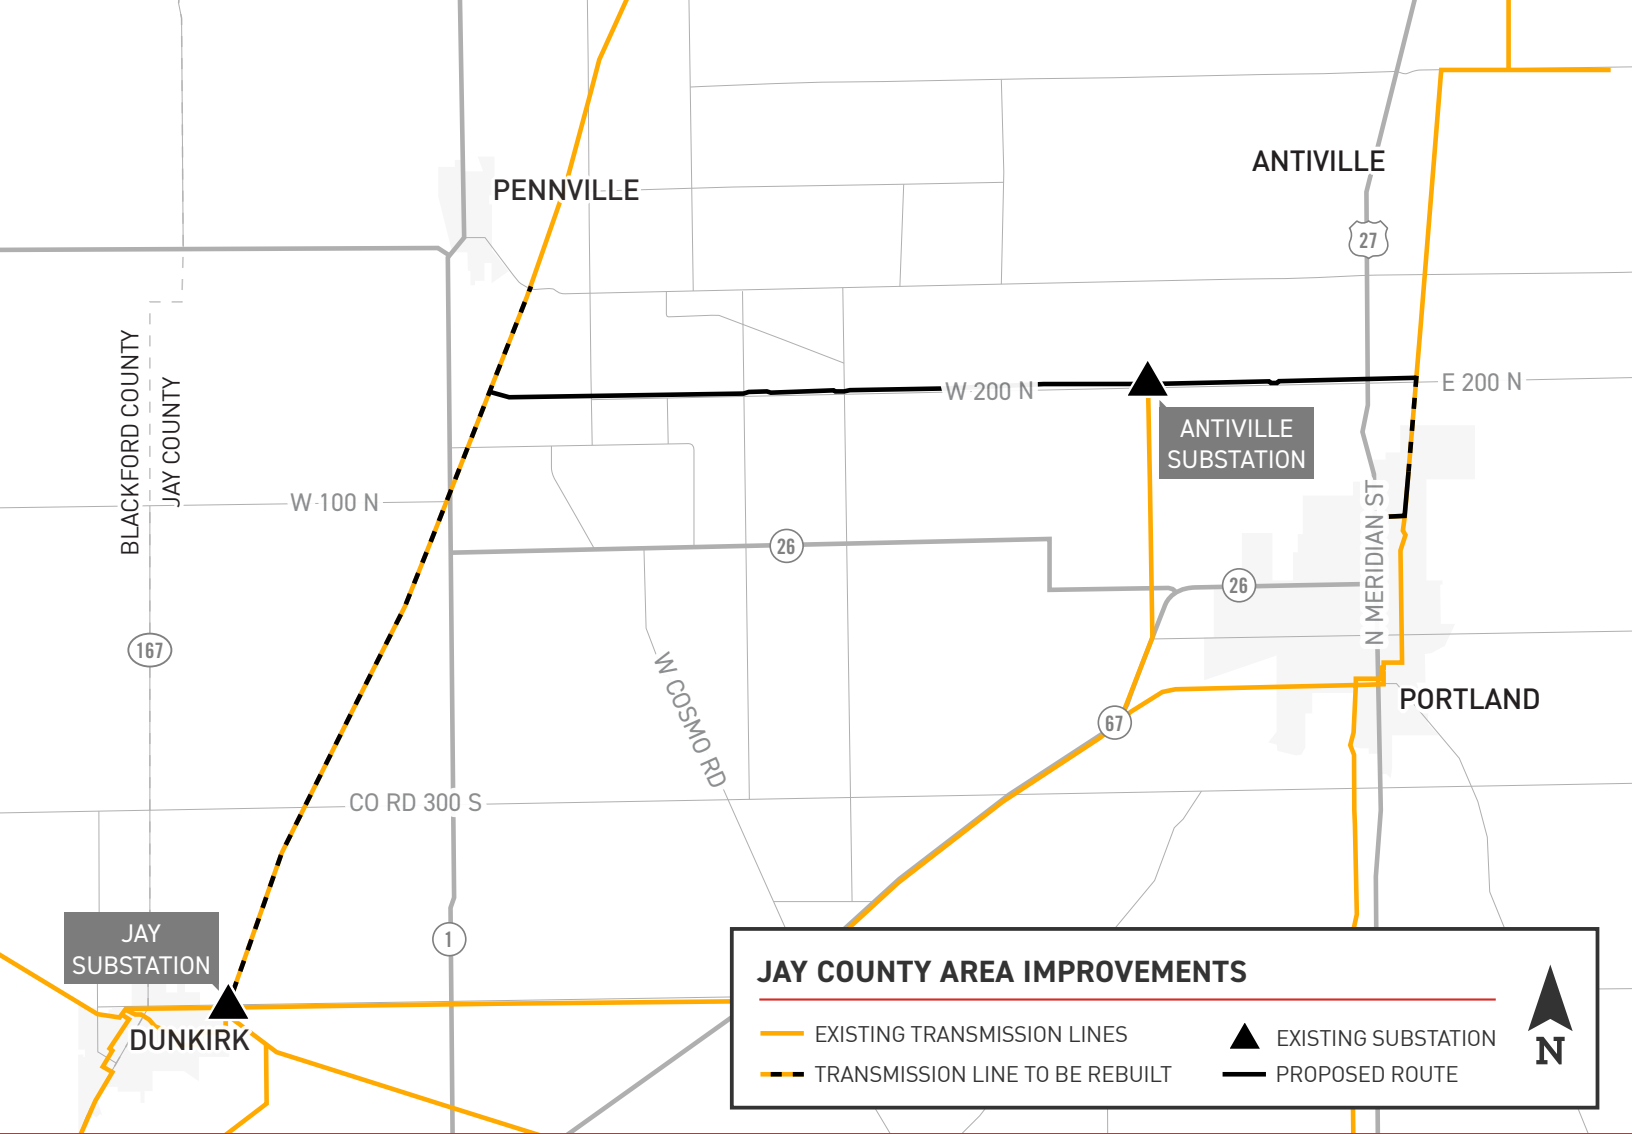 ANTIVILLE
PENNVILLE
27
BLACKFORD COUNTY
JAY COUNTY
W 200 N
E 200 N
ANTIVILLE
SUBSTATION
W 100 N
26
26
N MERIDIAN ST
167
W COSMO RD
PORTLAND
67
CO RD 300 S
JAY
SUBSTATION
1
DUNKIRK
JAY COUNTY AREA IMPROVEMENTS
EXISTING TRANSMISSION LINES
EXISTING SUBSTATION
TRANSMISSION LINE TO BE REBUILT
PROPOSED ROUTE
N